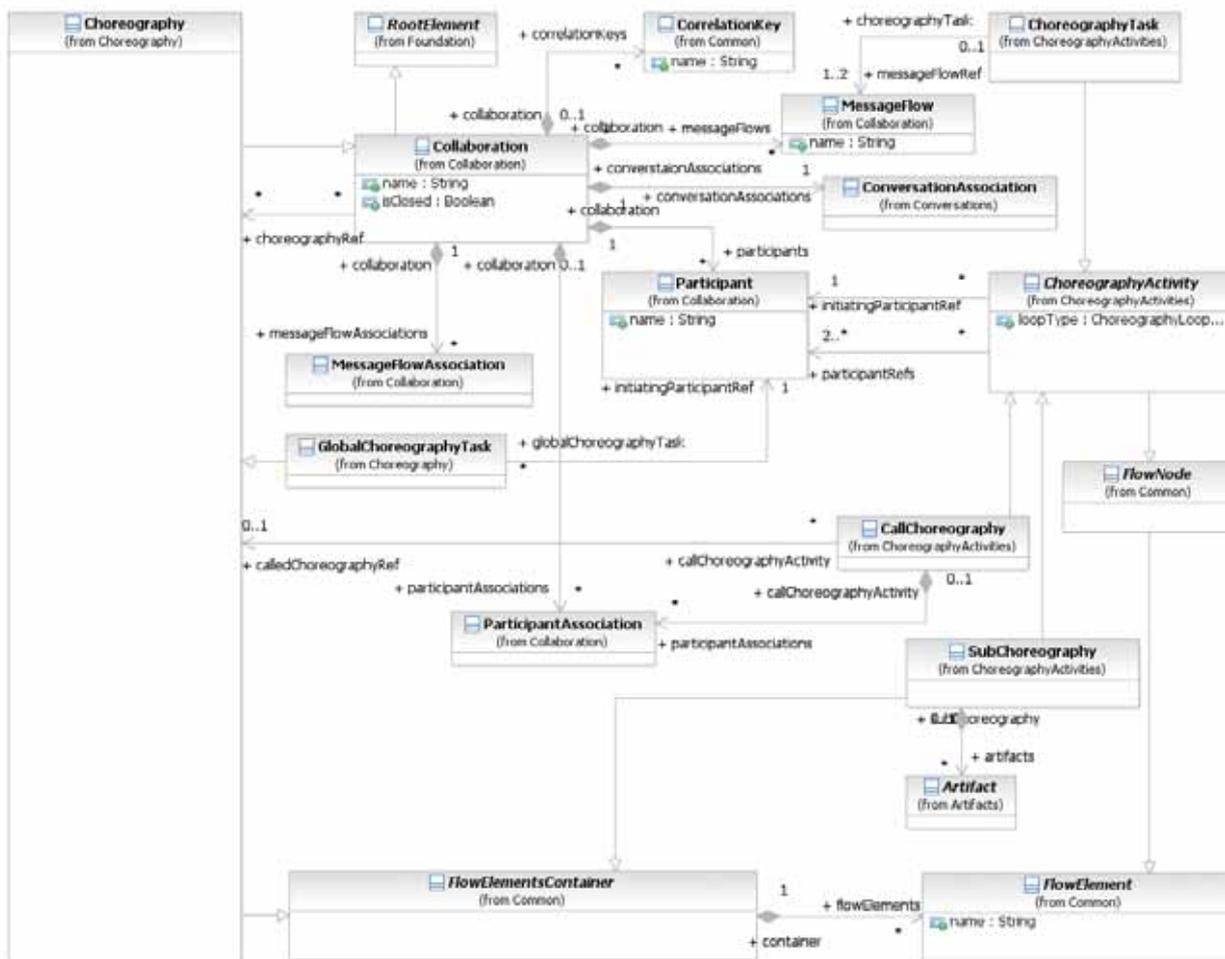 Choreography
(from Choreography)
RootElement
(from Foundation)
+ correlationKeys
*
CorrelationKey
(from Common)
name : String
+ choreographyTask
0..1
ChoreographyTask
(from ChoreographyActivities)
1..2
+ messageFlowRef
+ collaboration
0..1
MessageFlow
(from Collaboration)
name : String
+ collaboration
+ messageFlows
*
Collaboration
(from Collaboration)
name : String
isClosed : Boolean
+ converstaionAssociations
1
+ conversationAssociations
ConversationAssociation
(from Conversations)
*
*
+ choreographyRef
1
+ collaboration
1
+ participants
*
+ collaboration
1
+ collaboration
0..1
Participant
(from Collaboration)
name : String
1
*
+ initiatingParticipantRef
2..*
*
+ participantRefs
ChoreographyActivity
(from ChoreographyActivities)
loopType : ChoreographyLoop...
+ messageFlowAssociations
*
MessageFlowAssociation
(from Collaboration)
+ initiatingParticipantRef
1
GlobalChoreographyTask
(from Choreography)
+ globalChoreographyTask
*
FlowNode
(from Common)
0..1
+ calledChoreographyRef
*
+ callChoreographyActivity
CallChoreography
(from ChoreographyActivities)
0..1
+ callChoreographyActivity
+ participantAssociations
*
*
+ participantAssociations
ParticipantAssociation
(from Collaboration)
SubChoreography
(from ChoreographyActivities)
+ artifacts
*
Artifact
(from Artifacts)
FlowElementsContainer
(from Common)
1
+ container
+ flowElements
*
FlowElement
(from Common)
name : String